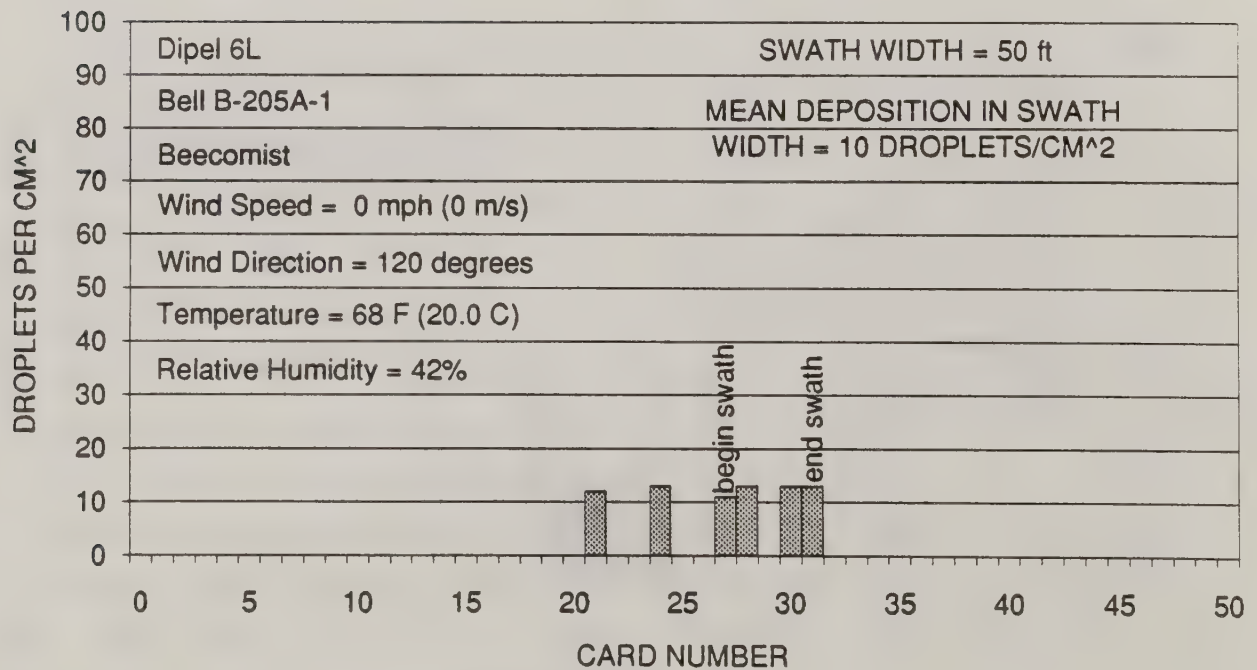 100
90
80
70
60
50
40
30
20
10
0
DROPLETS PER CM^2
Dipel 6L
Bell B-205A-1
Beecomist
Wind Speed = 0 mph (0 m/s)
Wind Direction = 120 degrees
Temperature = 68 F (20.0 C)
Relative Humidity = 42%
SWATH WIDTH = 50 ft
MEAN DEPOSITION IN SWATH
WIDTH = 10 DROPLETS/CM^2
begin swath
end swath
0 5 10 15 20 25 30 35 40 45 50
CARD NUMBER